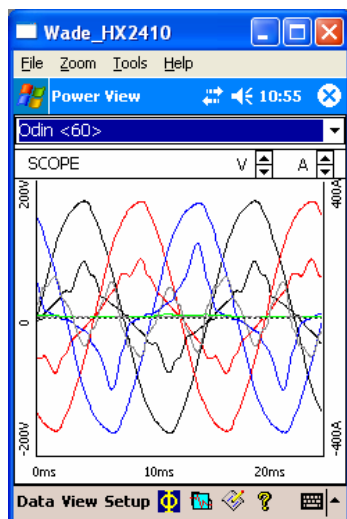 Wade_HX2410
File Zoom Tools Help
Power View 10:55
Odin <60>
SCOPE V A
200V 400A
0
-200V -400A
0ms 10ms 20ms
Data View Setup Φ ?